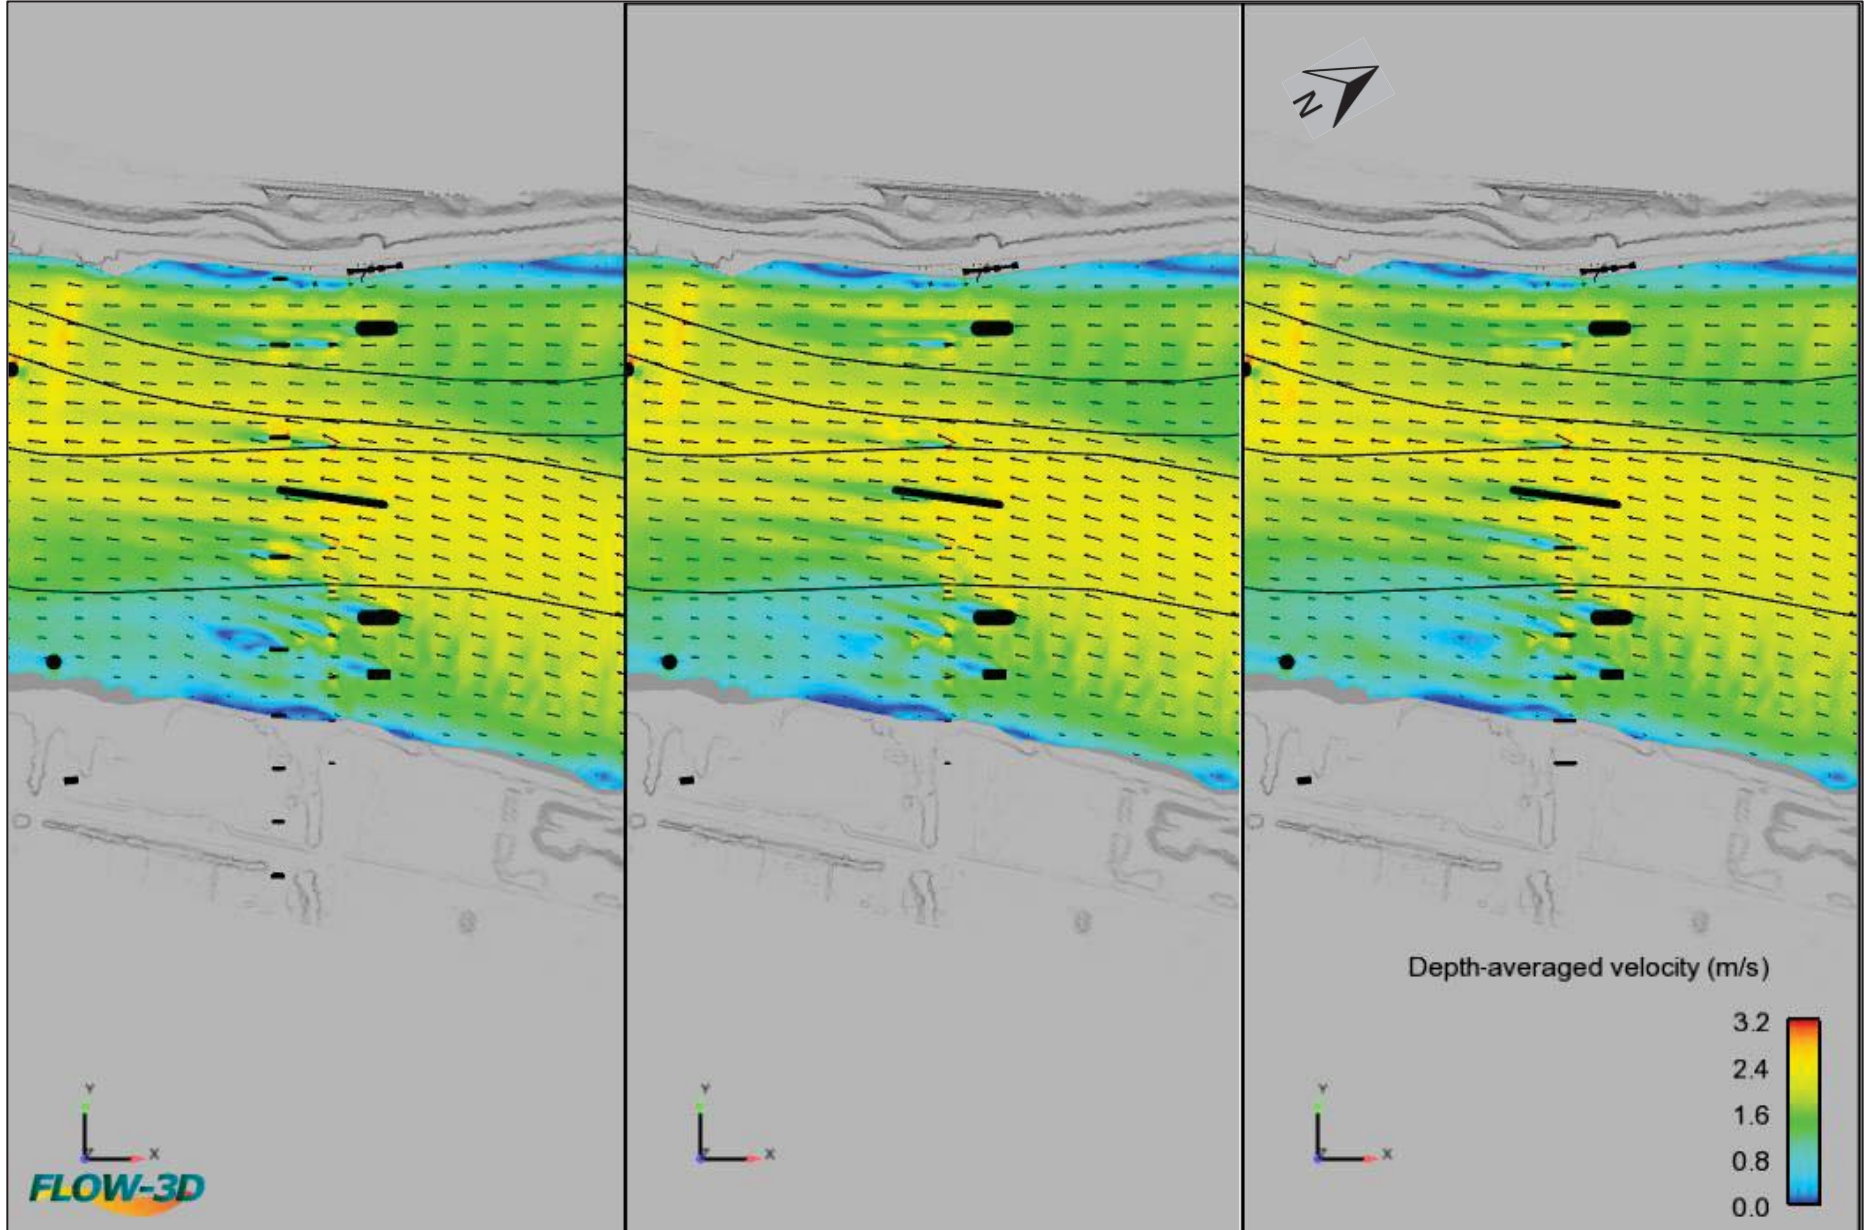 N
Depth-averaged velocity (m/s)
3.2
2.4
1.6
0.8
0.0
Y
X
Y
X
Y
X
FLOW-3D